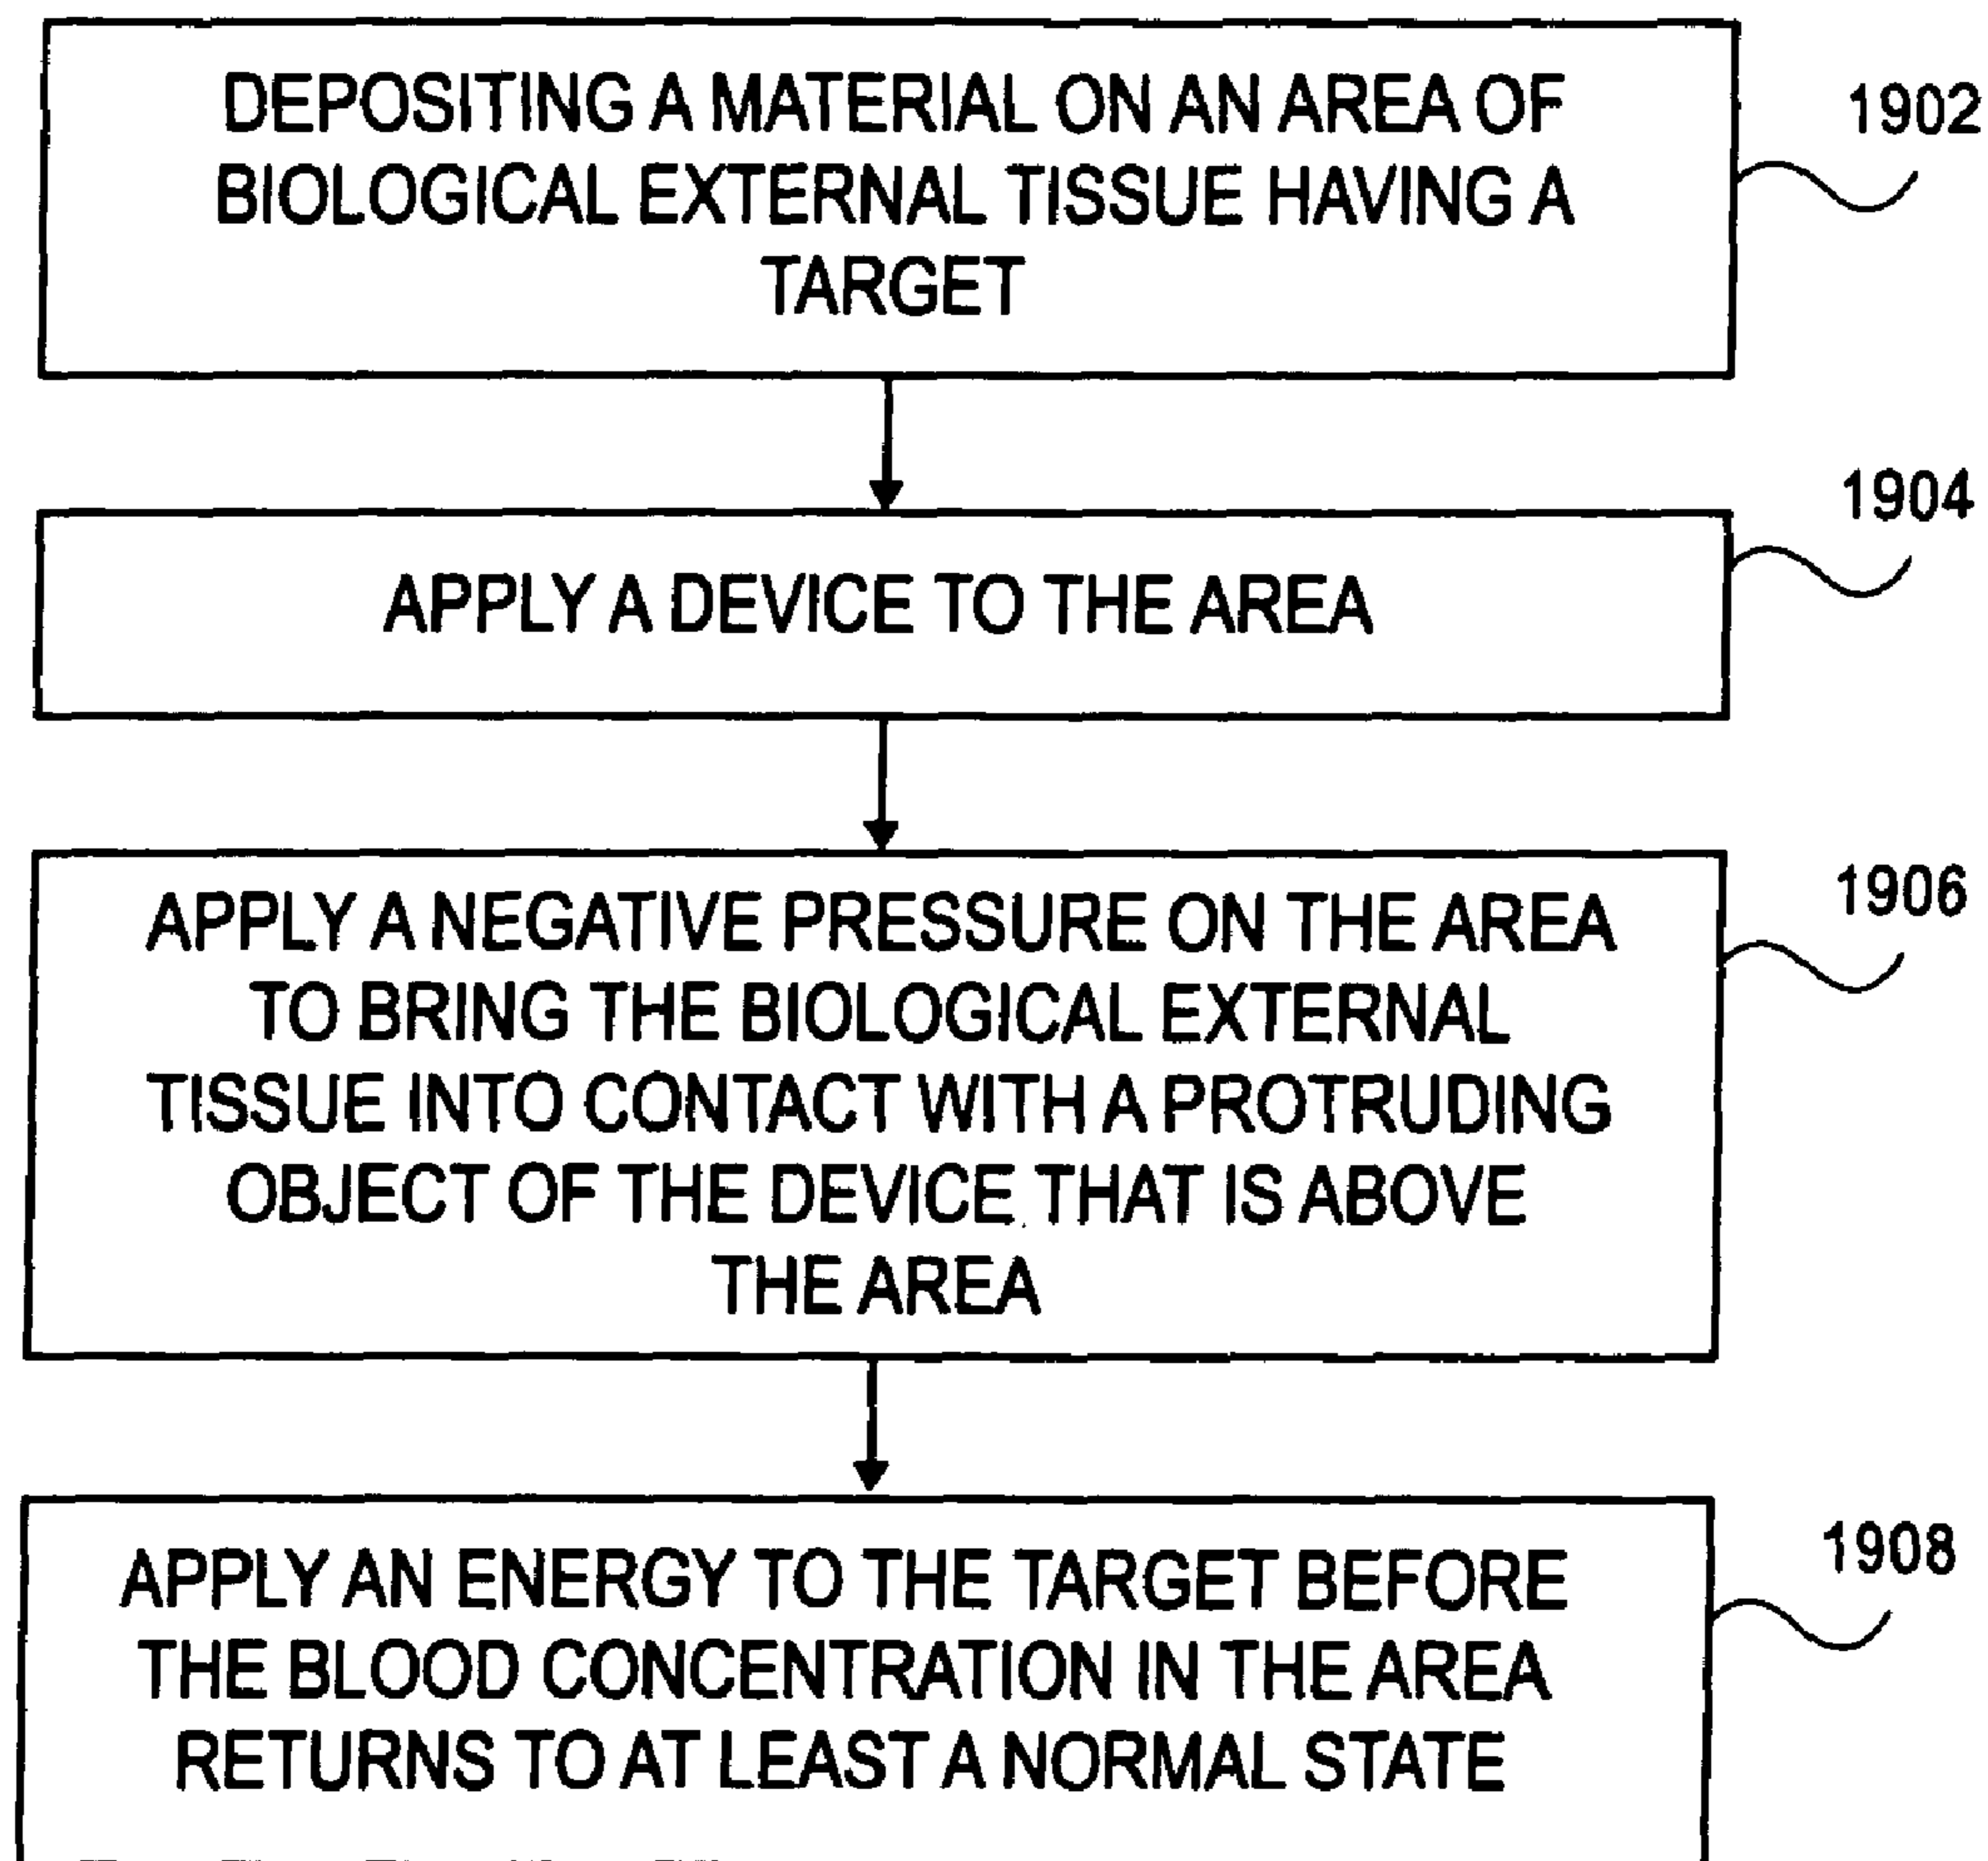 DEPOSITING A MATERIAL ON AN AREA OF
BIOLOGICAL EXTERNAL TISSUE HAVING A
TARGET
1902
APPLY A DEVICE TO THE AREA
1904
APPLY A NEGATIVE PRESSURE ON THE AREA
TO BRING THE BIOLOGICAL EXTERNAL
TISSUE INTO CONTACT WITH A PROTRUDING
OBJECT OF THE DEVICE THAT IS ABOVE
THE AREA
1906
APPLY AN ENERGY TO THE TARGET BEFORE
THE BLOOD CONCENTRATION IN THE AREA
RETURNS TO AT LEAST A NORMAL STATE
1908